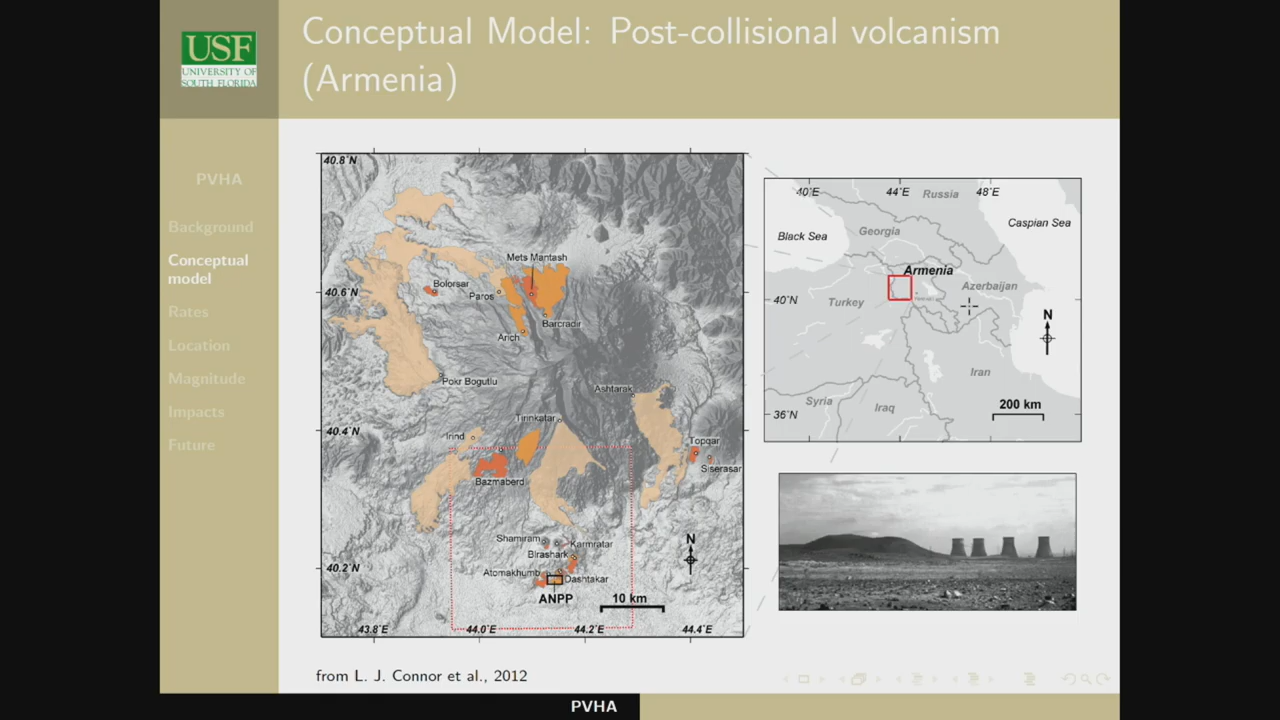 USF
UNIVERSITY OF
SOUTH FLORIDA
Conceptual Model: Post-collisional volcanism
(Armenia)
PVHA
Background
Conceptual
model
Rates
Location
Magnitude
Impacts
Future
40.8°N
Mets Mantash
Bolorsar
40.6°N
Paros
Barcradir
Arich
Pokr Bogutlu
Ashtarak
Tirinkatar
40.4°N
Irind
Topqar
Siserasar
Bazmaberd
Shamiram
Karmratar
Blrashark
N
40.2°N
Atomakhumb
Dashtakar
ANPP
10 km
43.8°E
44.0°E
44.2°E
44.4°E
40°E
44°E
48°E
Russia
Black Sea
Georgia
Caspian Sea
Armenia
Azerbaijan
40°N
Turkey
N
Iran
Syria
Iraq
200 km
36°N
from L. J. Connor et al., 2012
PVHA